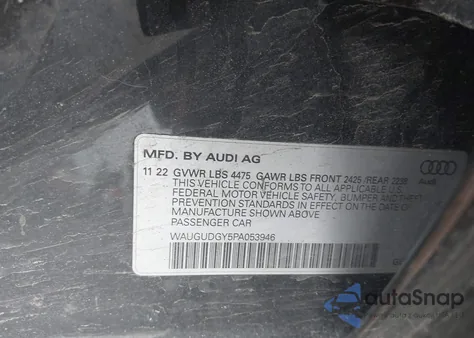 MFD. BY AUDI AG
11 22 GVWR LBS 4475 GAWR LBS FRONT 2425 /REAR
THIS VEHICLE CONFORMS TO ALL APPLICABLE U.S.
FEDERAL MOTOR VEHICLE SAFETY, BUMPER AND THEFT
PREVENTION STANDARDS IN EFFECT ON THE DATE OF
MANUFACTURE SHOWN ABOVE
PASSENGER CAR
WAUGUDGY5PA053946
Audi
autoSnap